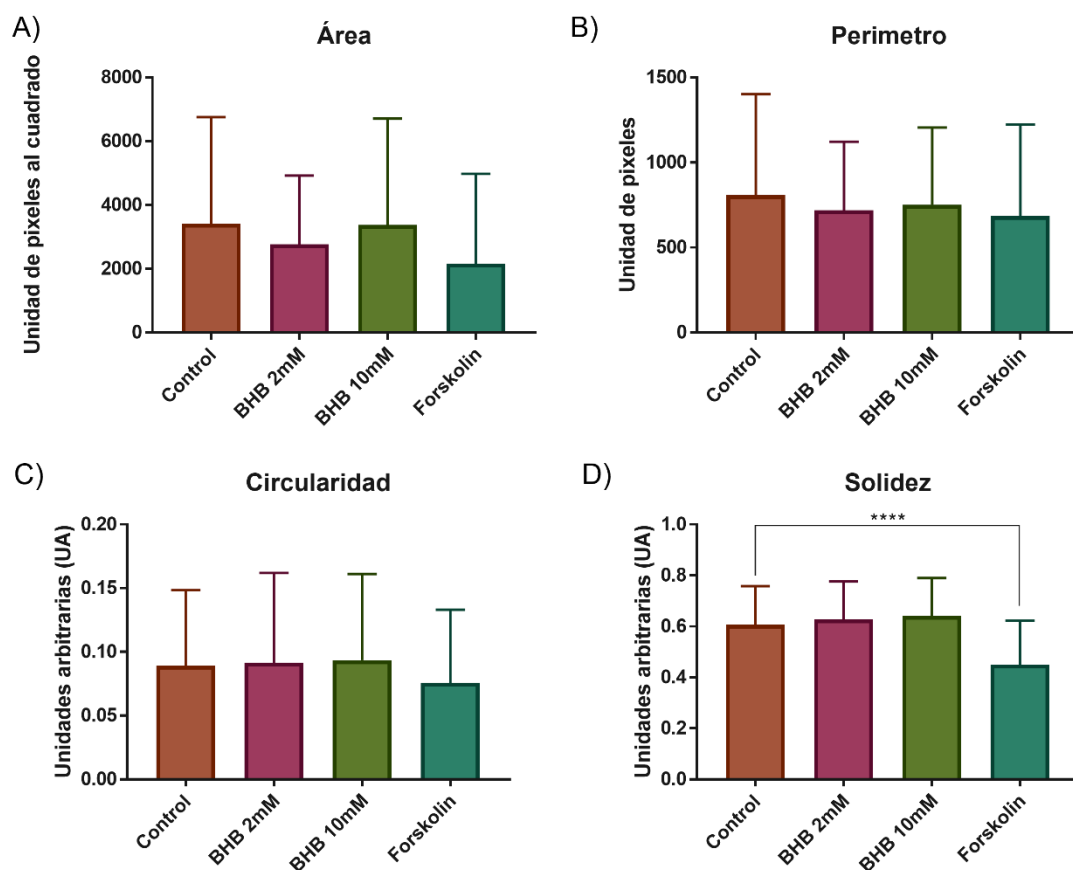 A)
Área
Unidad de pixeles al cuadrado
8000
6000
4000
2000
0
Control
BHB 2mM
BHB 10mM
Forskolin
B)
Perimetro
Unidad de pixeles
1500
1000
500
0
Control
BHB 2mM
BHB 10mM
Forskolin
C)
Circularidad
Unidades arbitrarias (UA)
0.20
0.15
0.10
0.05
0.00
Control
BHB 2mM
BHB 10mM
Forskolin
D)
Solidez
Unidades arbitrarias (UA)
1.0
0.8
0.6
0.4
0.2
0.0
****
Control
BHB 2mM
BHB 10mM
Forskolin